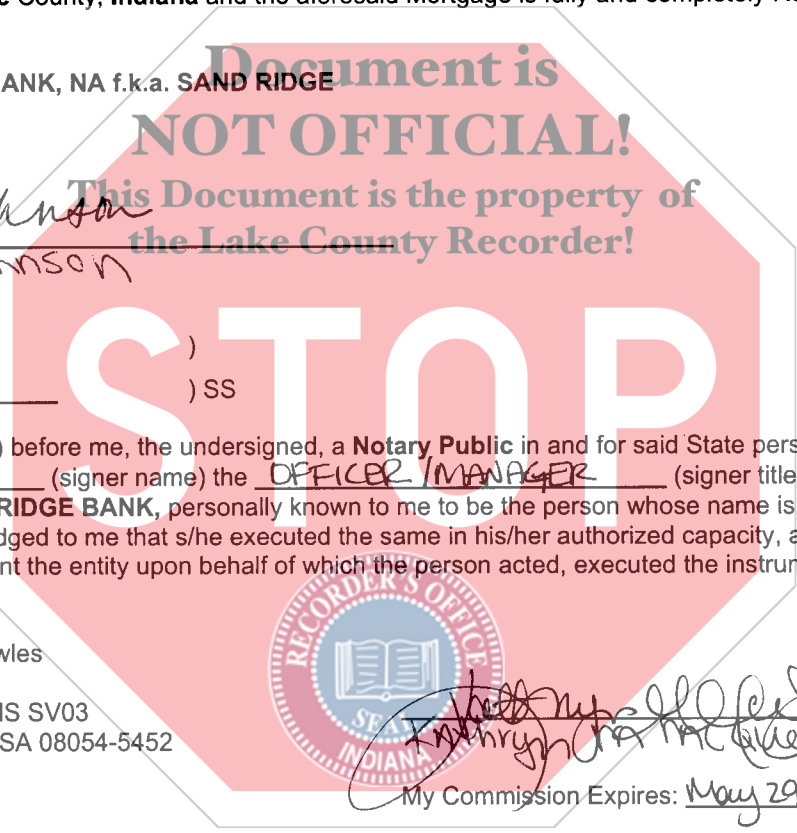 County, Indiana and the aforesaid Mortgage is fully and completely
ANK, NA f.k.a. SAND RIDGE
Document is
NOT OFFICIAL!
This Document is the property of
the Lake County Recorder!
nson
STOP
)
) SS
) before me, the undersigned, a Notary Public in and for said State pers
(signer name) the OFFICER/MANAGER (signer title
RIDGE BANK, personally known to me to be the person whose name is
dged to me that s/he executed the same in his/her authorized capacity, a
nt the entity upon behalf of which the person acted, executed the instrum
RECORDER'S OFFICE
SEAL
INDIANA
wles
IS SV03
SA 08054-5452
Kathryn
My Commission Expires: May 29